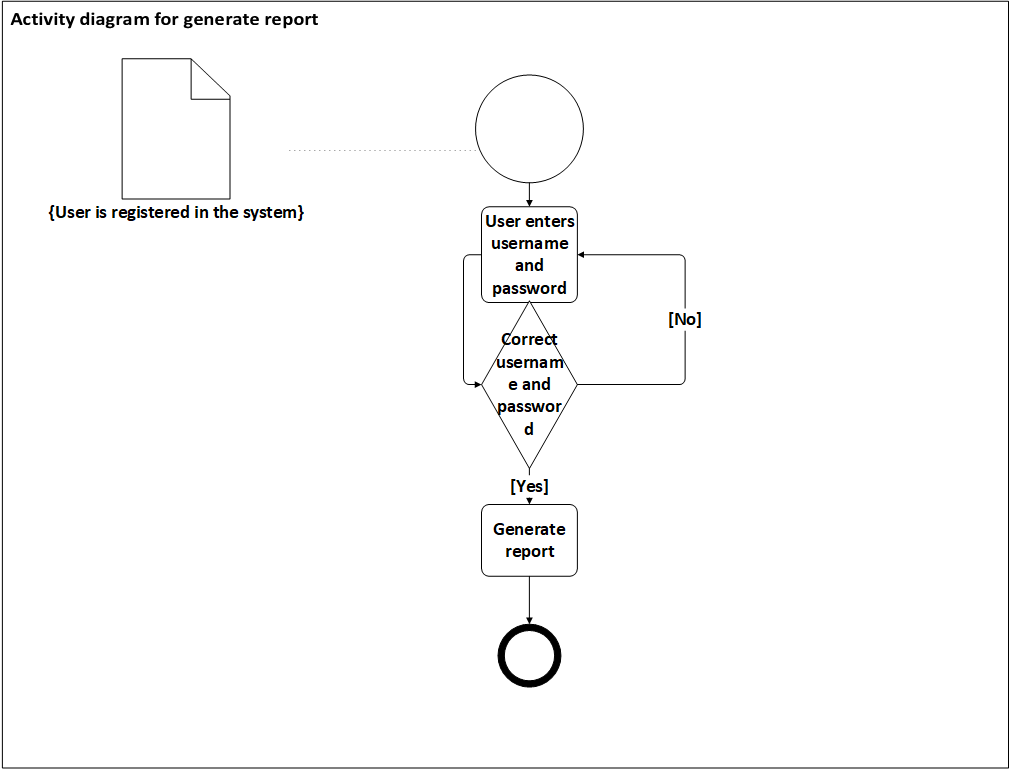 Activity diagram for generate report
{User is registered in the system}
User enters
username
and
password
[No]
Correct
usernam
e and
passwor
d
[Yes]
Generate
report